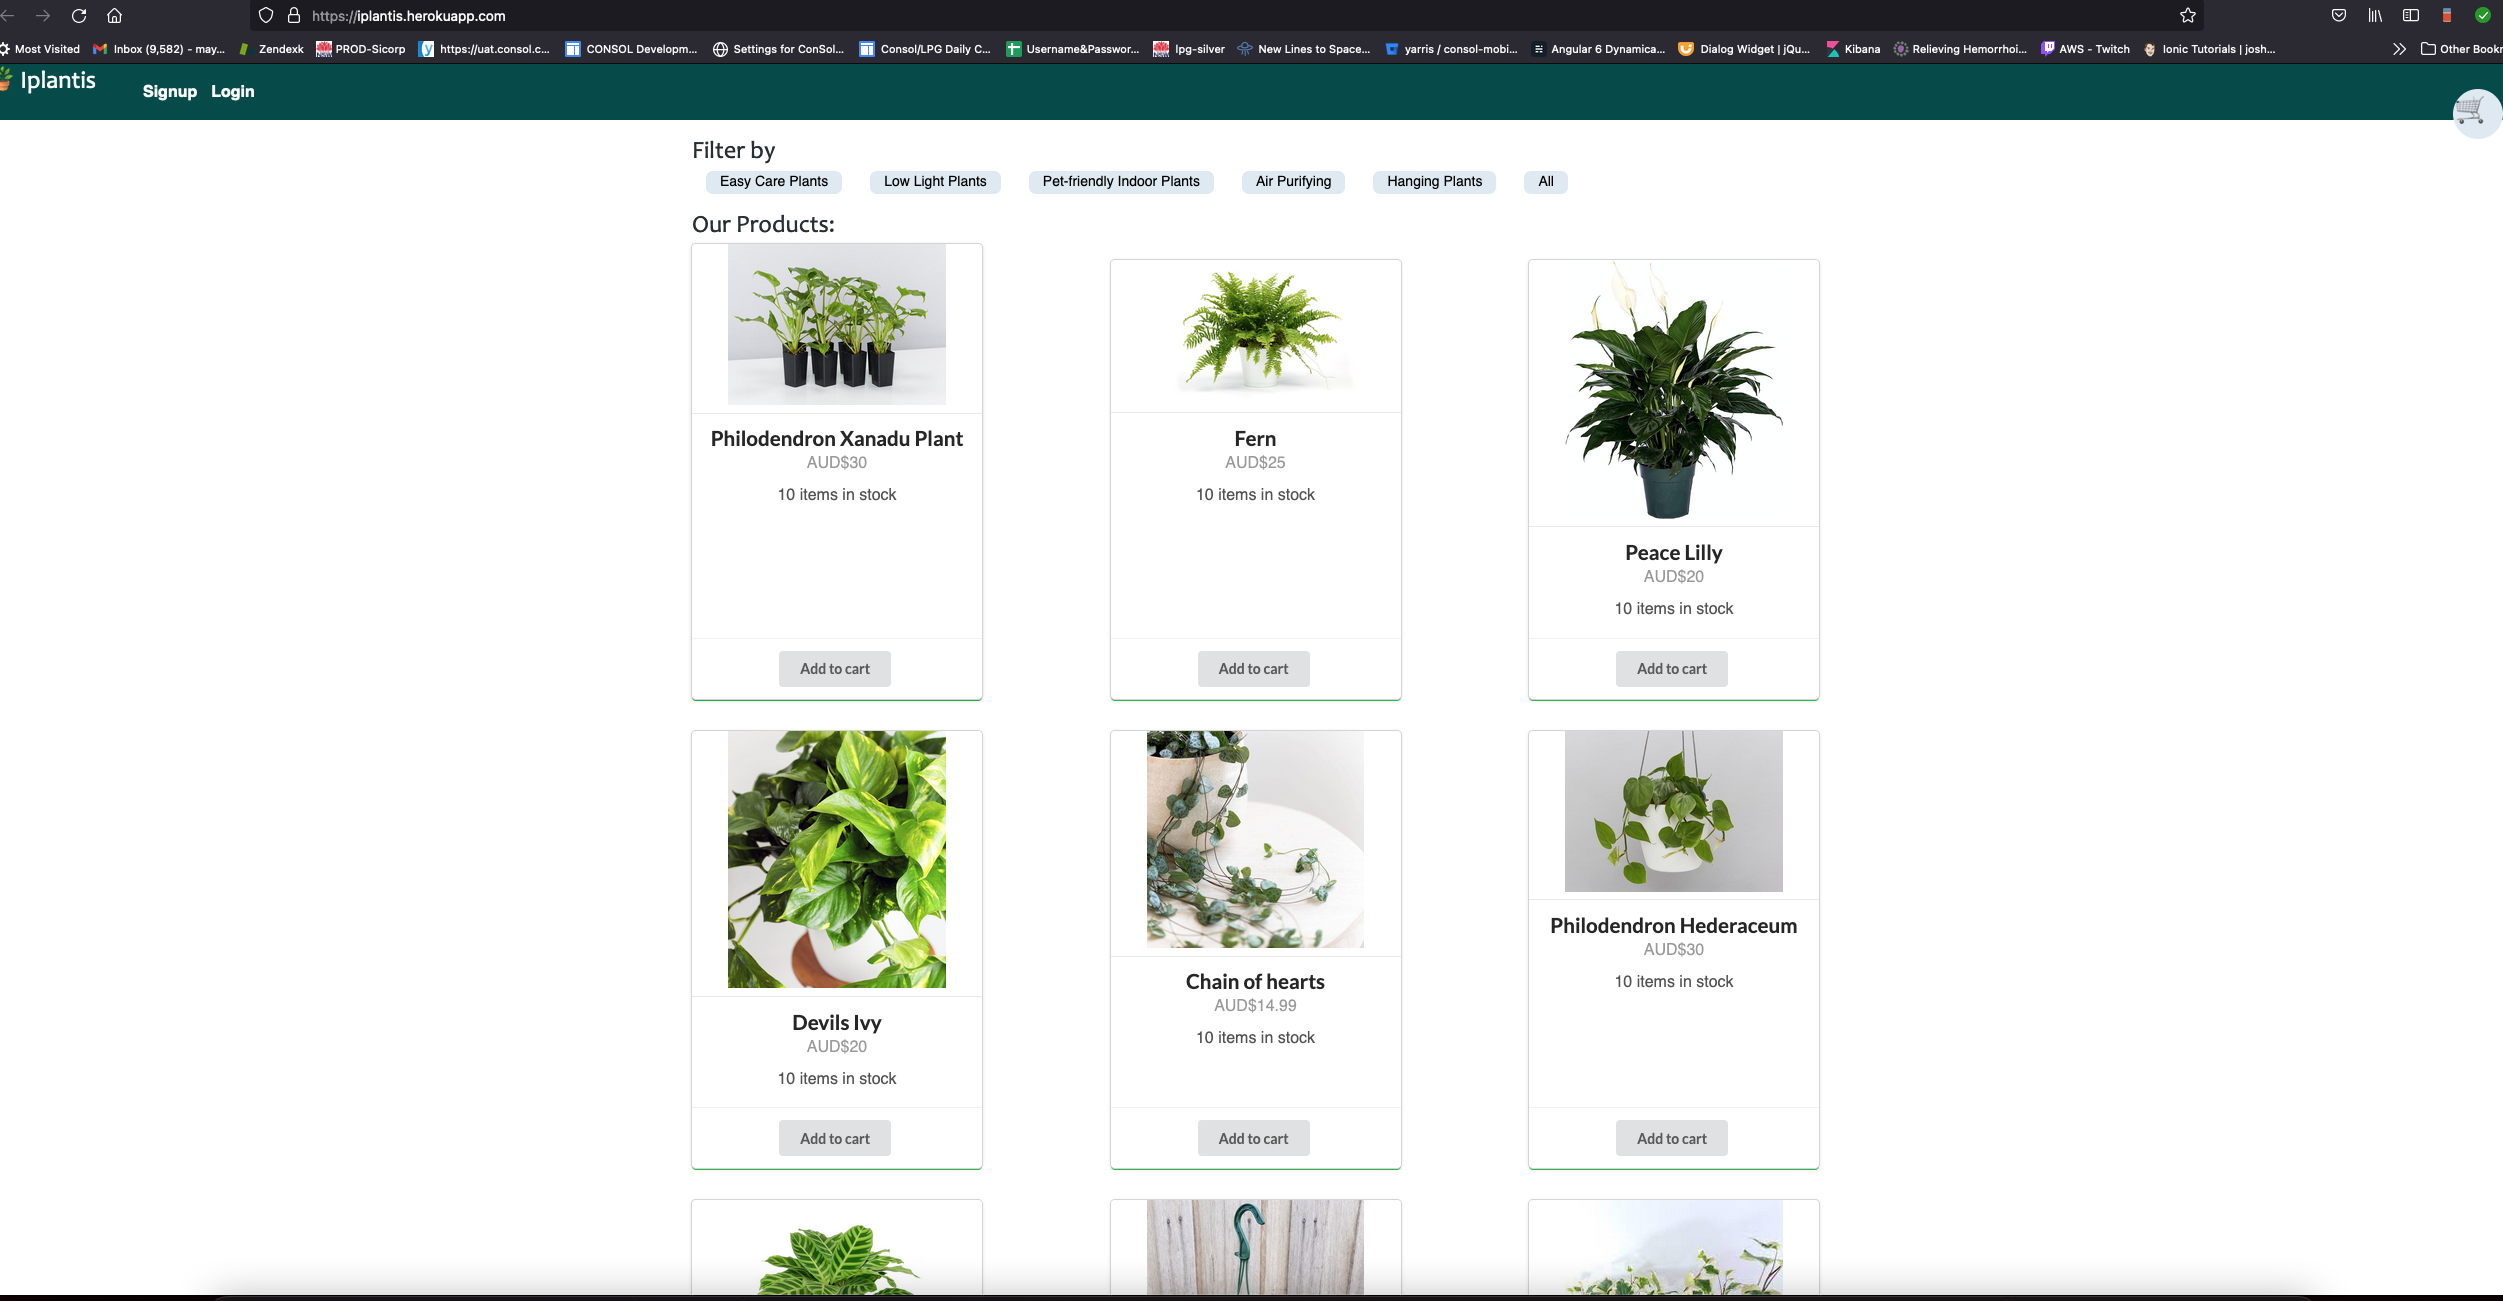 https://iplantis.herokuapp.com
Most Visited Inbox (9,582) - may... Zendexk PROD-Sicorp https://uat.consol.c... CONSOL Developm... Settings for ConSol... Consol/LPG Daily C... Username&Passwor... lpg-silver New Lines to Space... yarris / consol-mobi... Angular 6 Dynamica... Dialog Widget | jQu... Kibana Relieving Hemorrhoi... AWS - Twitch Ionic Tutorials | josh... Other Bookr
Iplantis Signup Login
Filter by
Easy Care Plants Low Light Plants Pet-friendly Indoor Plants Air Purifying Hanging Plants All
Our Products:
Philodendron Xanadu Plant
AUD$30
10 items in stock
Add to cart
Fern
AUD$25
10 items in stock
Add to cart
Peace Lilly
AUD$20
10 items in stock
Add to cart
Devils Ivy
AUD$20
10 items in stock
Add to cart
Chain of hearts
AUD$14.99
10 items in stock
Add to cart
Philodendron Hederaceum
AUD$30
10 items in stock
Add to cart